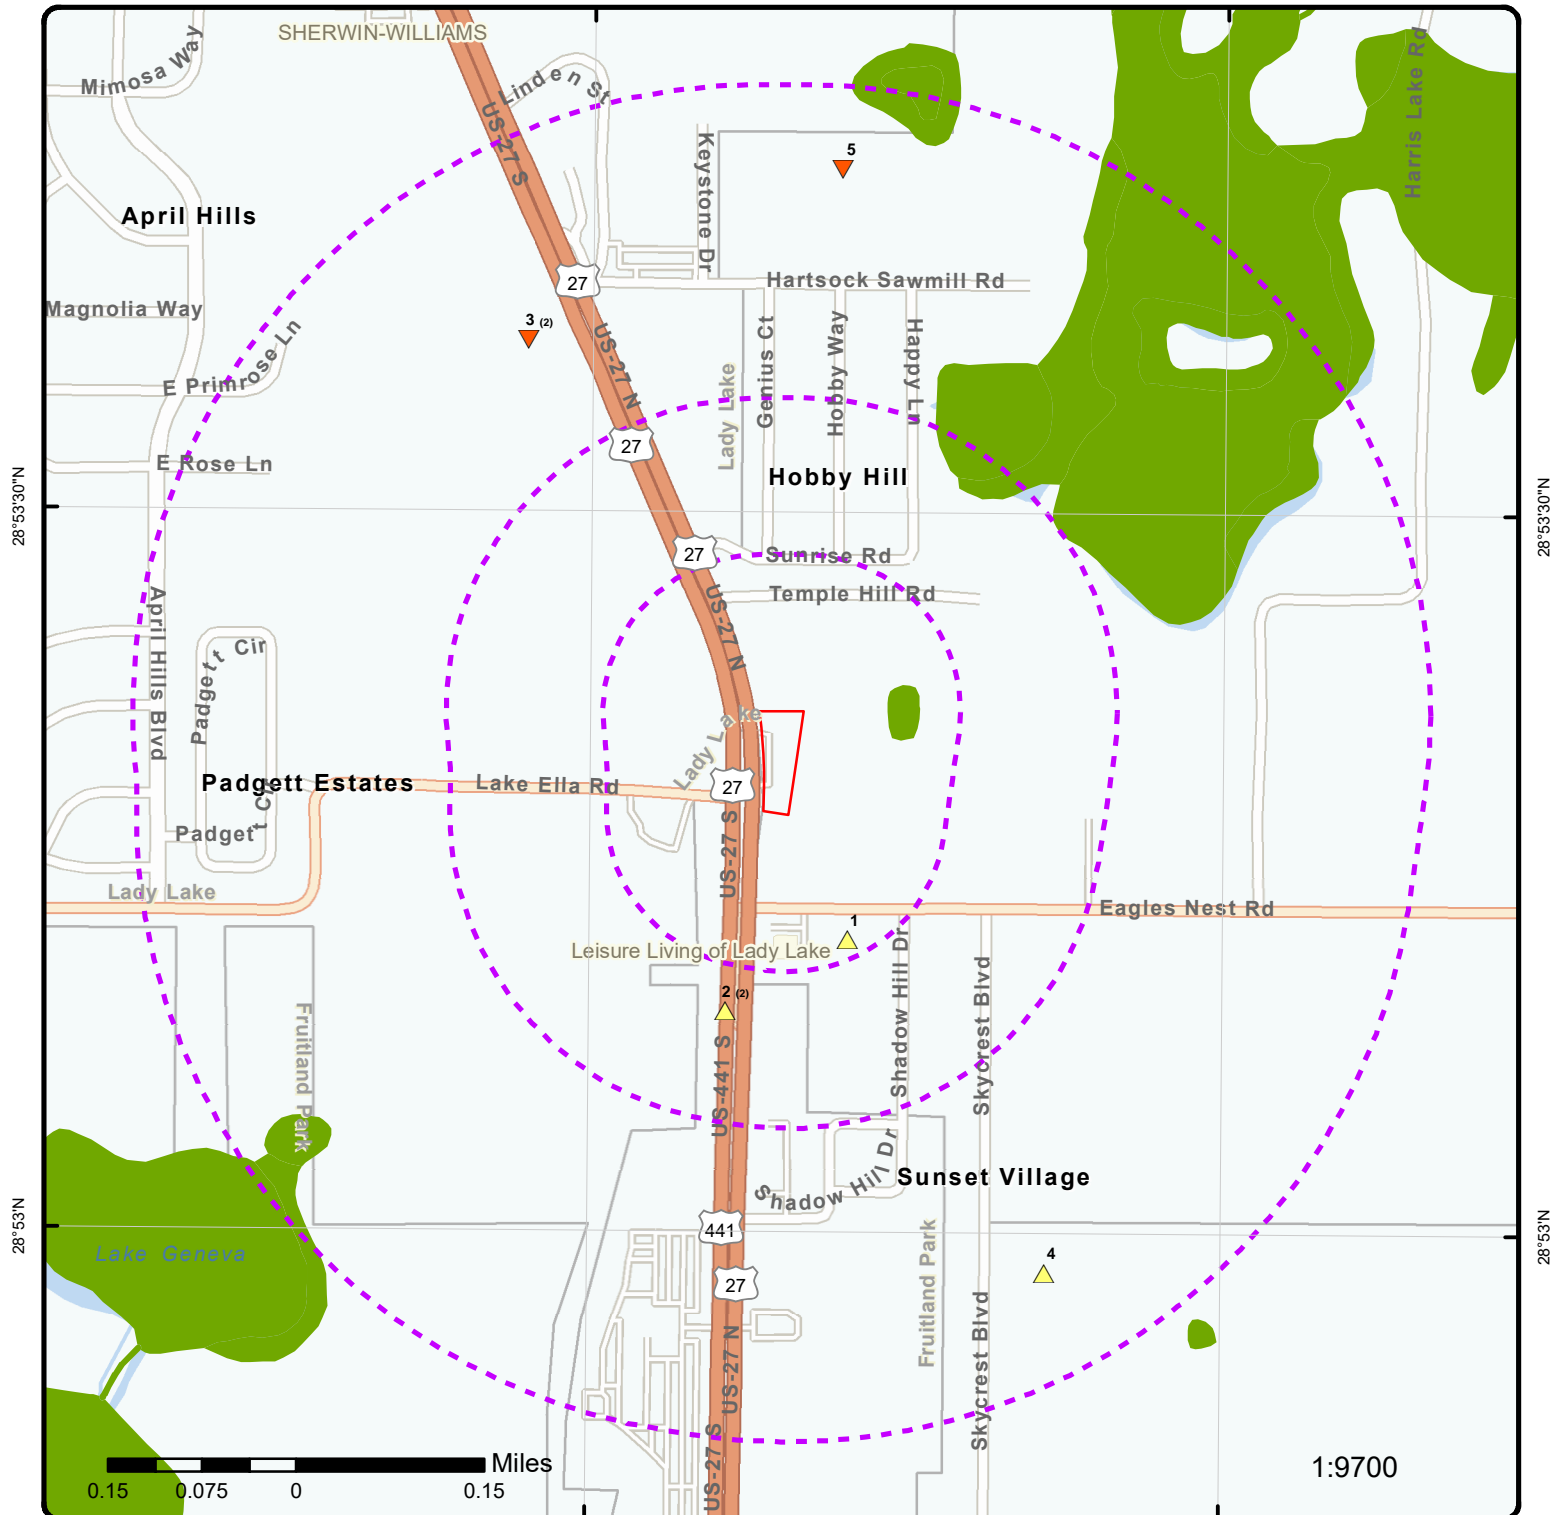 SHERWIN-WILLIAMS
Mimosa Way
Linden St
US-27 S
Harris Lake Rd
Keystone Dr
5
April Hills
27
Hartsock Sawmill Rd
Magnolia Way
3 (2)
US-27 N
E Primrose Ln
Lady Lake
Genius Ct
Hobby Way
Happy Ln
27
E Rose Ln
Hobby Hill
28°53'30"N
28°53'30"N
27
Sunrise Rd
Temple Hill Rd
US-27 N
April Hills Blvd
Padgett Cir
Lady Lake
Padgett Estates
Lake Ella Rd
27
Padgett Cir
US-27 S
Lady Lake
Eagles Nest Rd
1
Leisure Living of Lady Lake
2 (2)
Shadow Hill Dr
Skycrest Blvd
Fruitland Park
US-441 S
Shadow Hill Dr
Sunset Village
28°53'N
28°53'N
441
Lake Geneva
4
27
Fruitland Park
Skycrest Blvd
US-27 N
US-27 S
Miles
0.15 0.075 0 0.15
1:9700